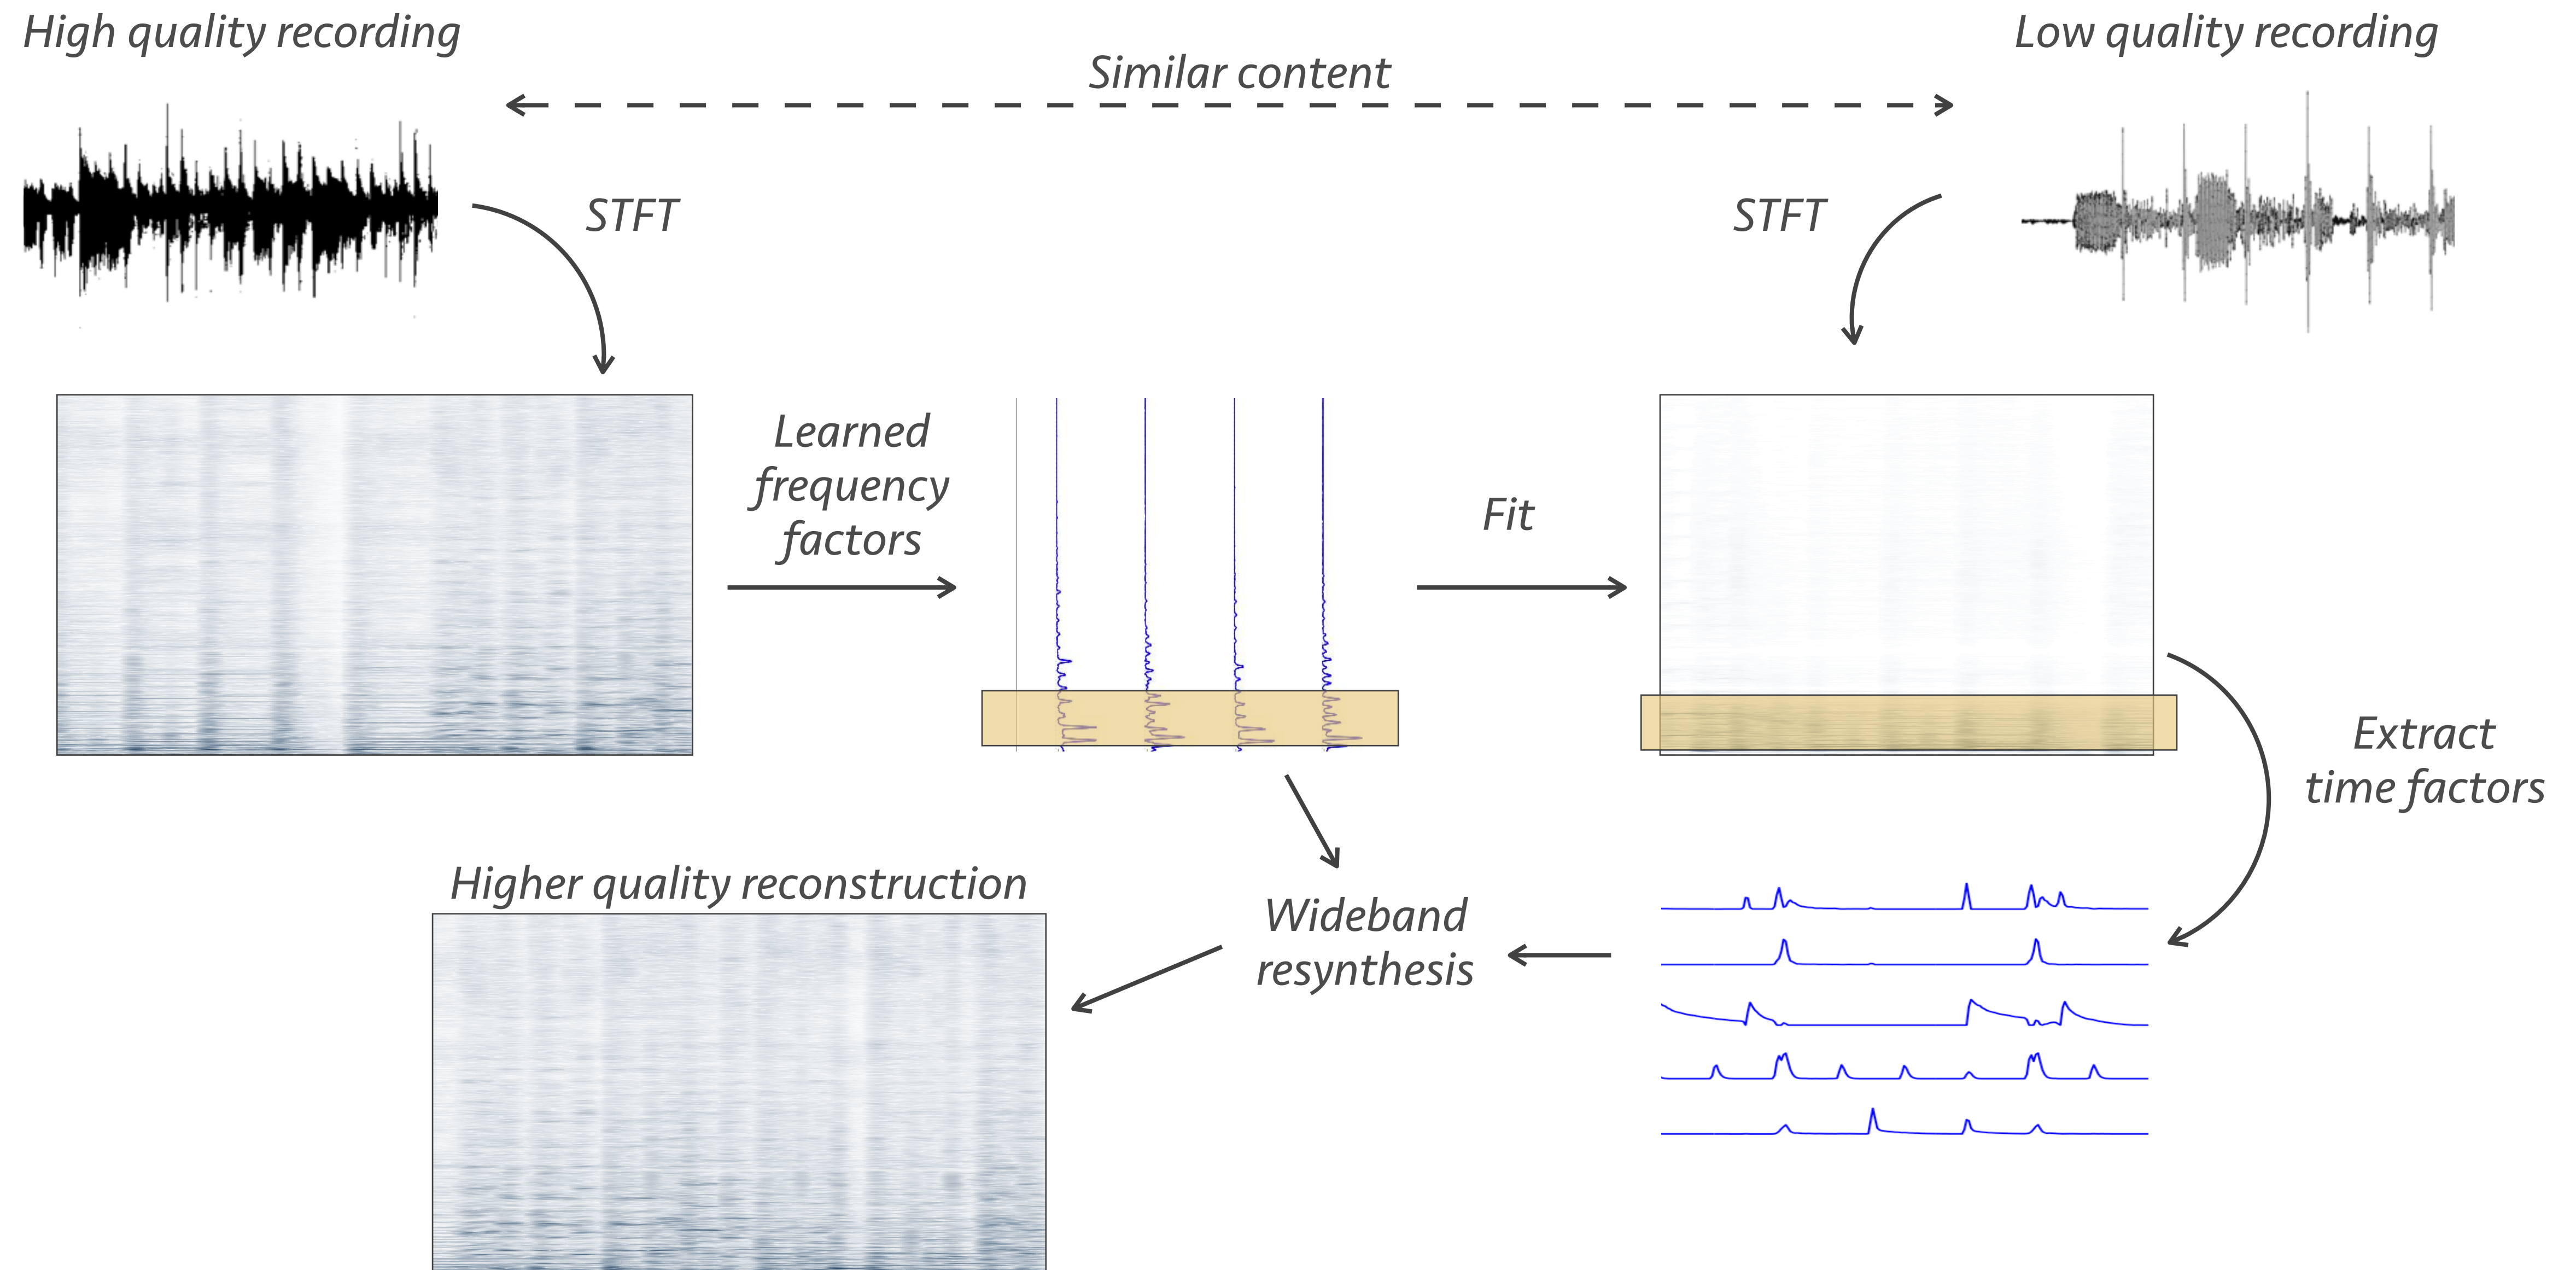 High quality recording
Low quality recording
Similar content
STFT
STFT
Learned
frequency
factors
Fit
Extract
time factors
Higher quality reconstruction
Wideband
resynthesis